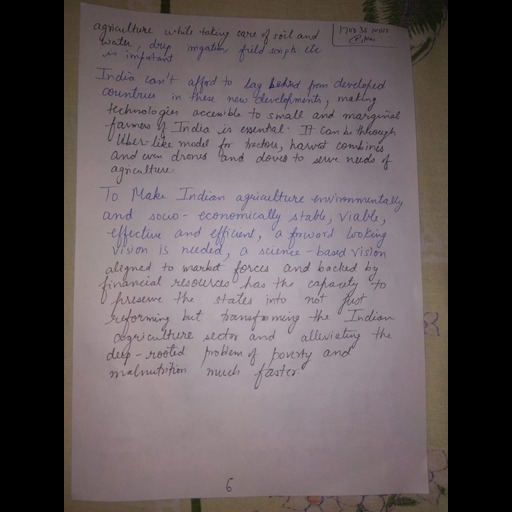 agriculture while taking care of soil and
water, drip irrigation field scripts etc
is important
India can't afford to lag behind from developed
countries in these new developments, making
technologies accessible to small and marginal
farmers of India is essential. It can be through
Uber-like model for tractors, harvest combines
and even drones and doves to serve needs of
agriculture.
To Make Indian agriculture environmentally
and socio-economically stable, viable,
effective and efficient, a forward looking
vision is needed, a science-based vision
aligned to market forces and backed by
financial resources has the capacity to
preserve the states into not just
reforming but transforming the Indian
agriculture sector and alleviating the
deep-rooted problem of poverty and
malnutrition much faster.
6